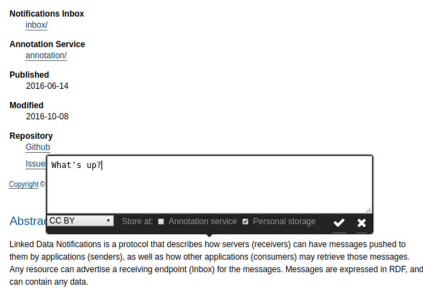 Notifications Inbox
inbox/
Annotation Service
annotation/
Published
2016-06-14
Modified
2016-10-08
Repository
Github
Issue
What's up?
Copyright ©
CC BY
Store at: Annotation service Personal storage
Abstra
Linked Data Notifications is a protocol that describes how servers (receivers) can have messages pushed to
them by applications (senders), as well as how other applications (consumers) may retrieve those messages.
Any resource can advertise a receiving endpoint (Inbox) for the messages. Messages are expressed in RDF, and
can contain any data.